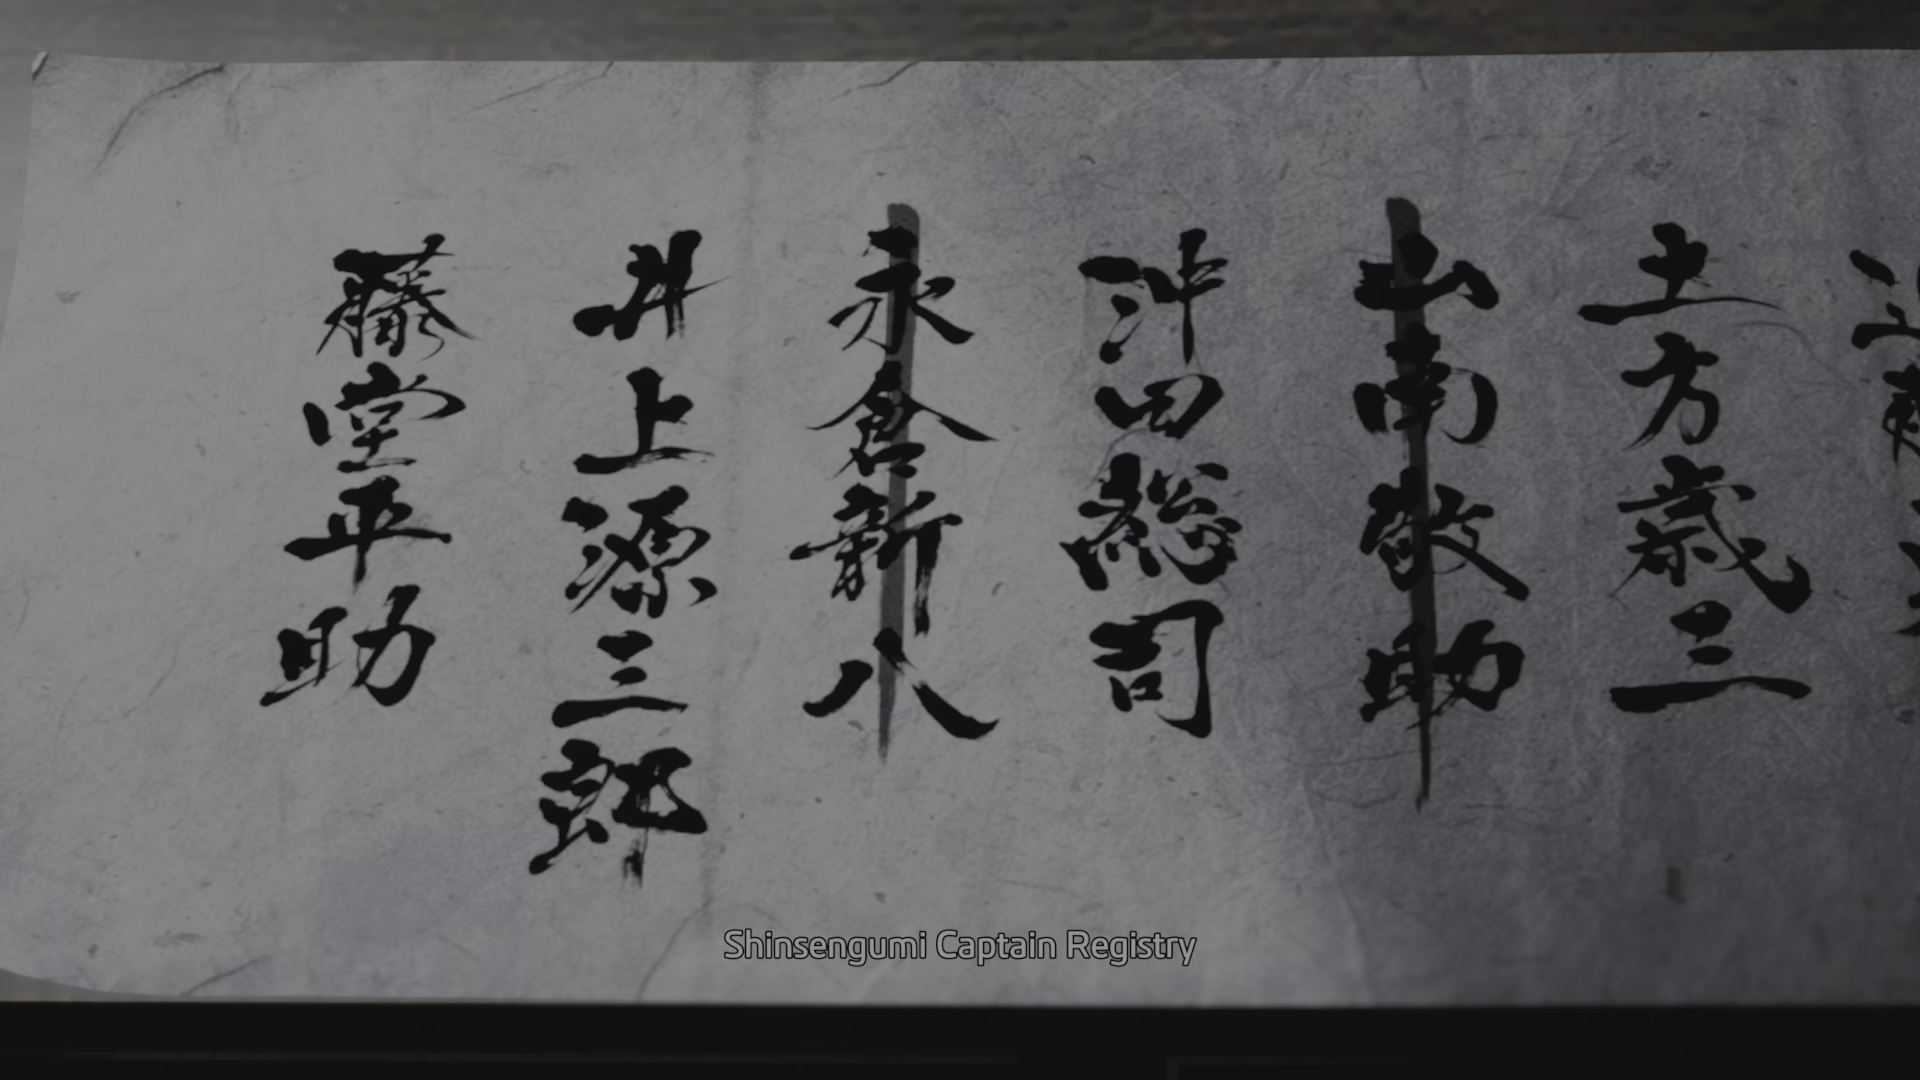 土方歳三
山南敬助
沖田総司
永倉新八
井上源三郎
藤堂平助
Shinsengumi Captain Registry